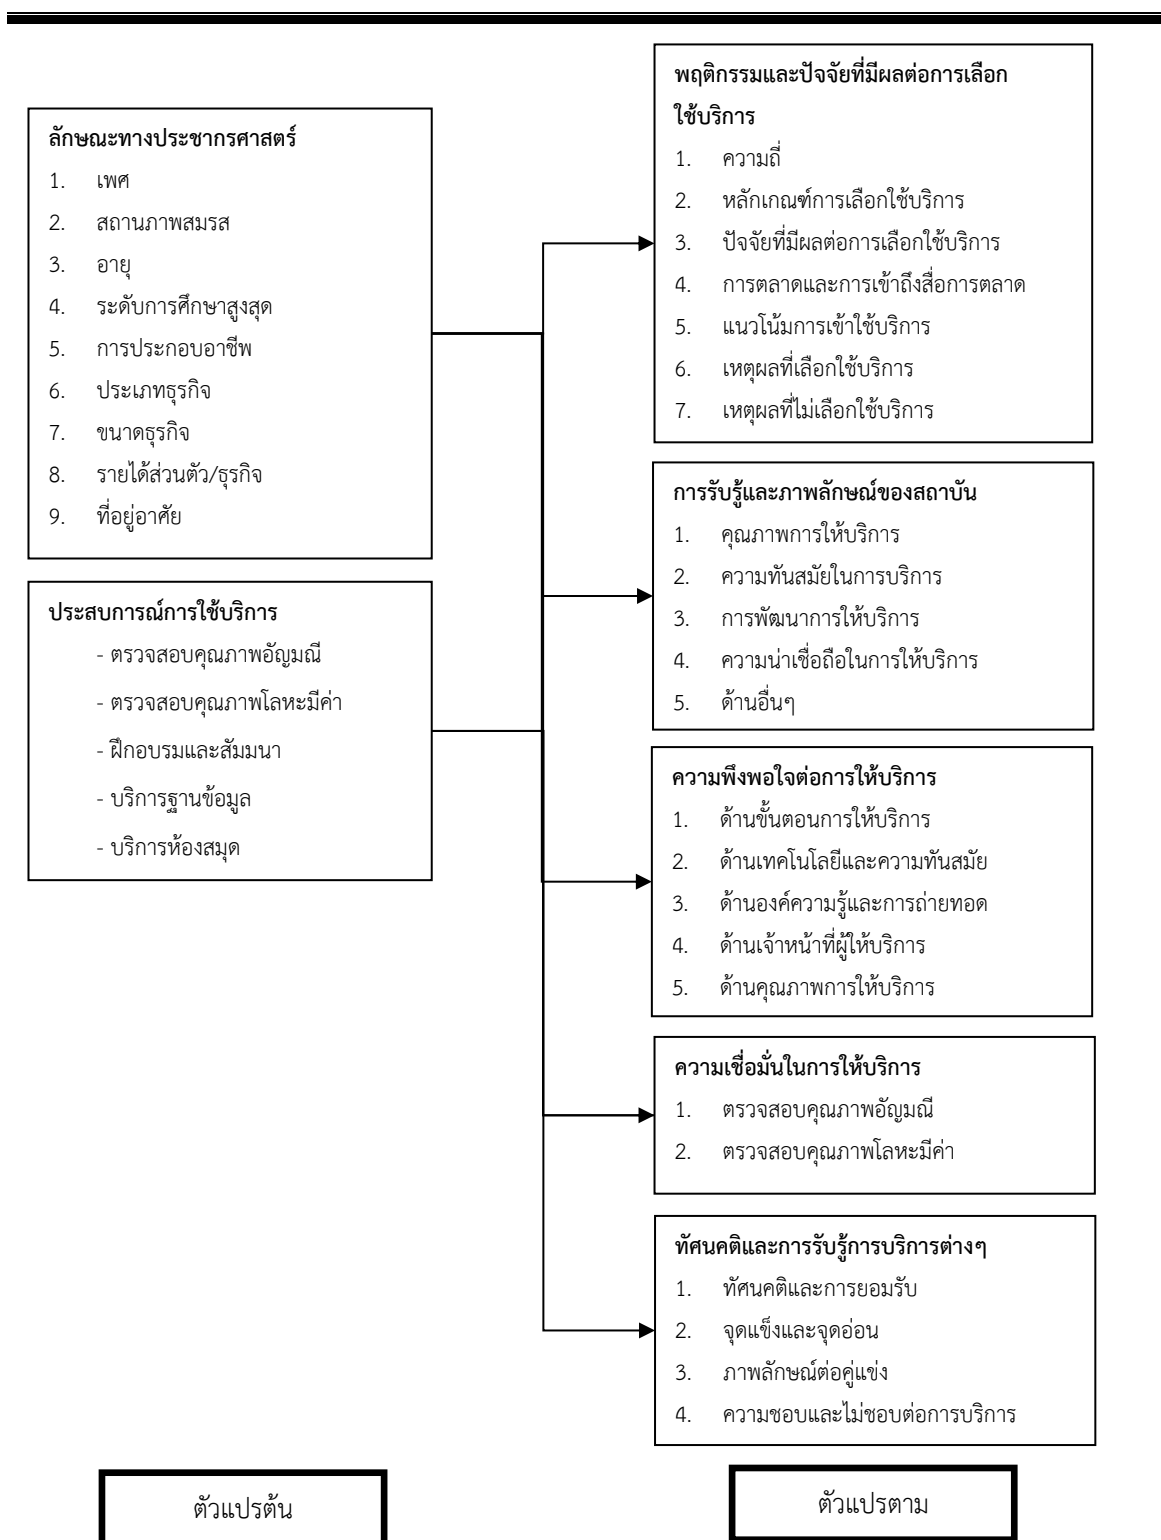 ลักษณะทางประชากรศาสตร์
1. เพศ
2. สถานภาพสมรส
3. อายุ
4. ระดับการศึกษาสูงสุด
5. การประกอบอาชีพ
6. ประเภทธุรกิจ
7. ขนาดธุรกิจ
8. รายได้ส่วนตัว/ธุรกิจ
9. ที่อยู่อาศัย
ประสบการณ์การใช้บริการ
- ตรวจสอบคุณภาพอัญมณี
- ตรวจสอบคุณภาพโลหะมีค่า
- ฝึกอบรมและสัมมนา
- บริการฐานข้อมูล
- บริการห้องสมุด
ตัวแปรต้น
พฤติกรรมและปัจจัยที่มีผลต่อการเลือก
ใช้บริการ
1. ความถี่
2. หลักเกณฑ์การเลือกใช้บริการ
3. ปัจจัยที่มีผลต่อการเลือกใช้บริการ
4. การตลาดและการเข้าถึงสื่อการตลาด
5. แนวโน้มการเข้าใช้บริการ
6. เหตุผลที่เลือกใช้บริการ
7. เหตุผลที่ไม่เลือกใช้บริการ
การรับรู้และภาพลักษณ์ของสถาบัน
1. คุณภาพการให้บริการ
2. ความทันสมัยในการบริการ
3. การพัฒนาการให้บริการ
4. ความน่าเชื่อถือในการให้บริการ
5. ด้านอื่นๆ
ความพึงพอใจต่อการให้บริการ
1. ด้านขั้นตอนการให้บริการ
2. ด้านเทคโนโลยีและความทันสมัย
3. ด้านองค์ความรู้และการถ่ายทอด
4. ด้านเจ้าหน้าที่ผู้ให้บริการ
5. ด้านคุณภาพการให้บริการ
ความเชื่อมั่นในการให้บริการ
1. ตรวจสอบคุณภาพอัญมณี
2. ตรวจสอบคุณภาพโลหะมีค่า
ทัศนคติและการรับรู้การบริการต่างๆ
1. ทัศนคติและการยอมรับ
2. จุดแข็งและจุดอ่อน
3. ภาพลักษณ์ต่อคู่แข่ง
4. ความชอบและไม่ชอบต่อการบริการ
ตัวแปรตาม